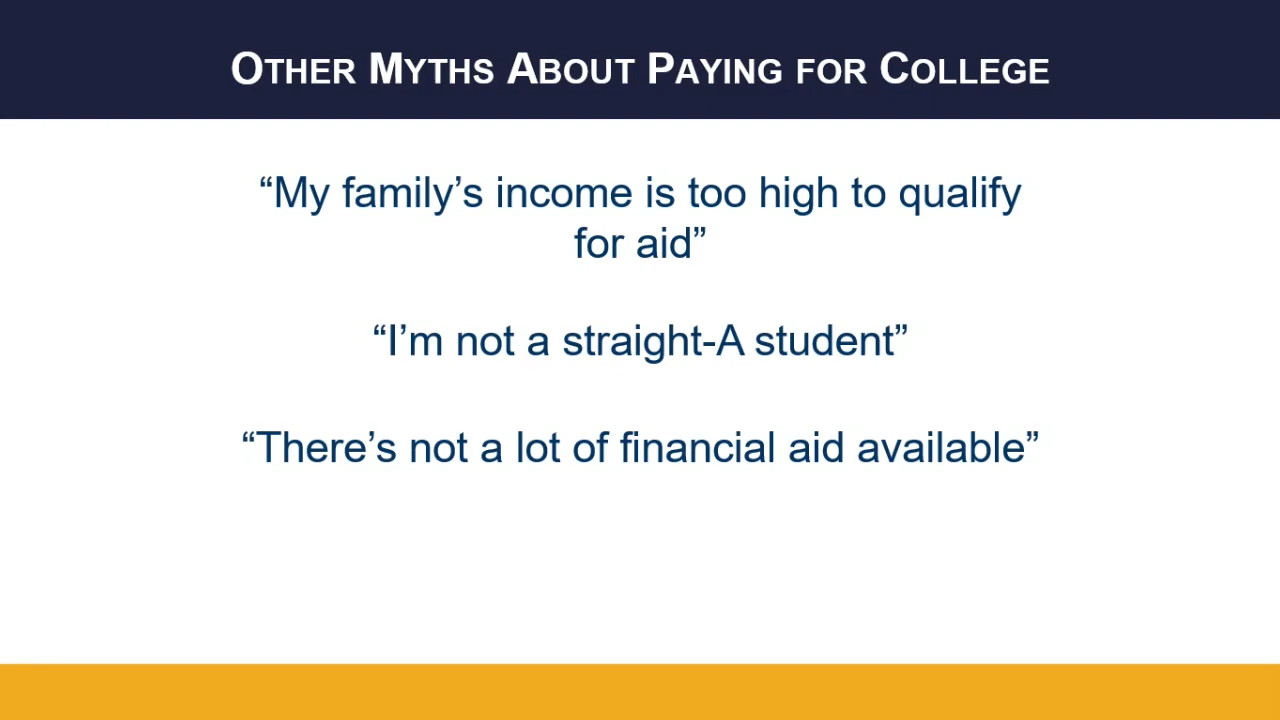 Other Myths About Paying for College
“My family’s income is too high to qualify
for aid”
“I’m not a straight-A student”
“There’s not a lot of financial aid available”